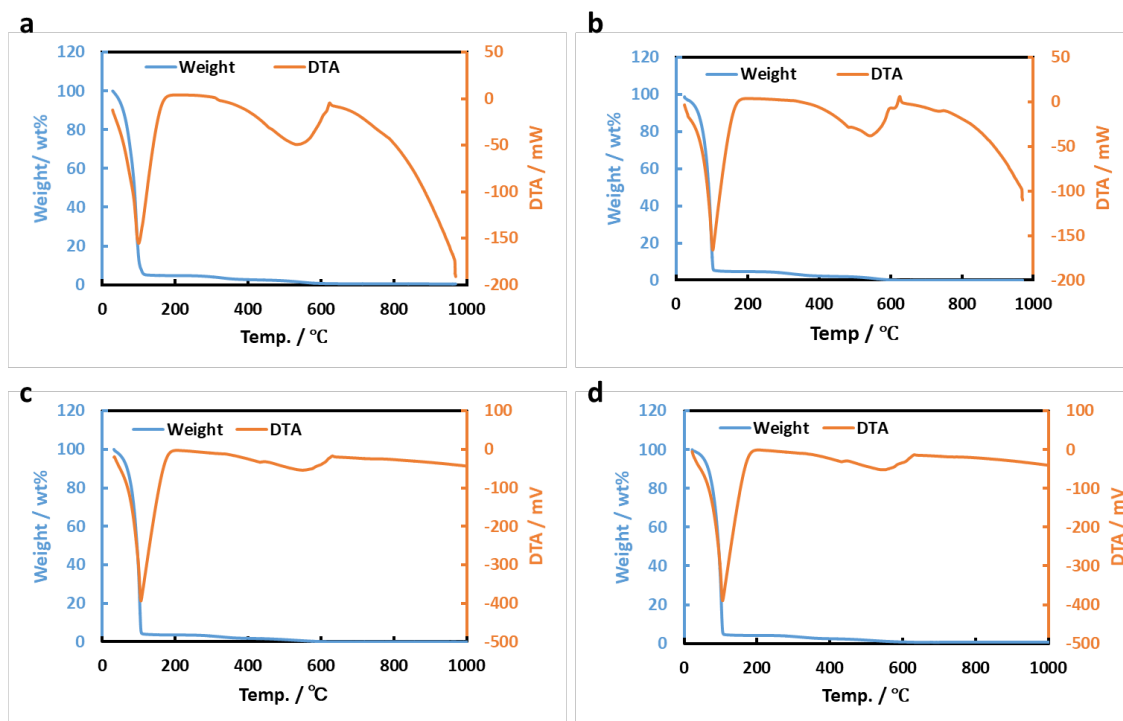 a
Weight DTA
120
100
80
60
40
20
0
Weight/ wt%
50
0
-50
-100
-150
-200
DTA / mW
0 200 400 600 800 1000
Temp. / ℃
b
Weight DTA
120
100
80
60
40
20
0
Weight / wt%
50
0
-50
-100
-150
-200
DTA / mW
0 200 400 600 800 1000
Temp / ℃
c
Weight DTA
120
100
80
60
40
20
0
Weight / wt%
100
0
-100
-200
-300
-400
-500
DTA / mV
0 200 400 600 800 1000
Temp. / ℃
d
Weight DTA
120
100
80
60
40
20
0
Weight / wt%
100
0
-100
-200
-300
-400
-500
DTA / mV
0 200 400 600 800 1000
Temp. / ℃